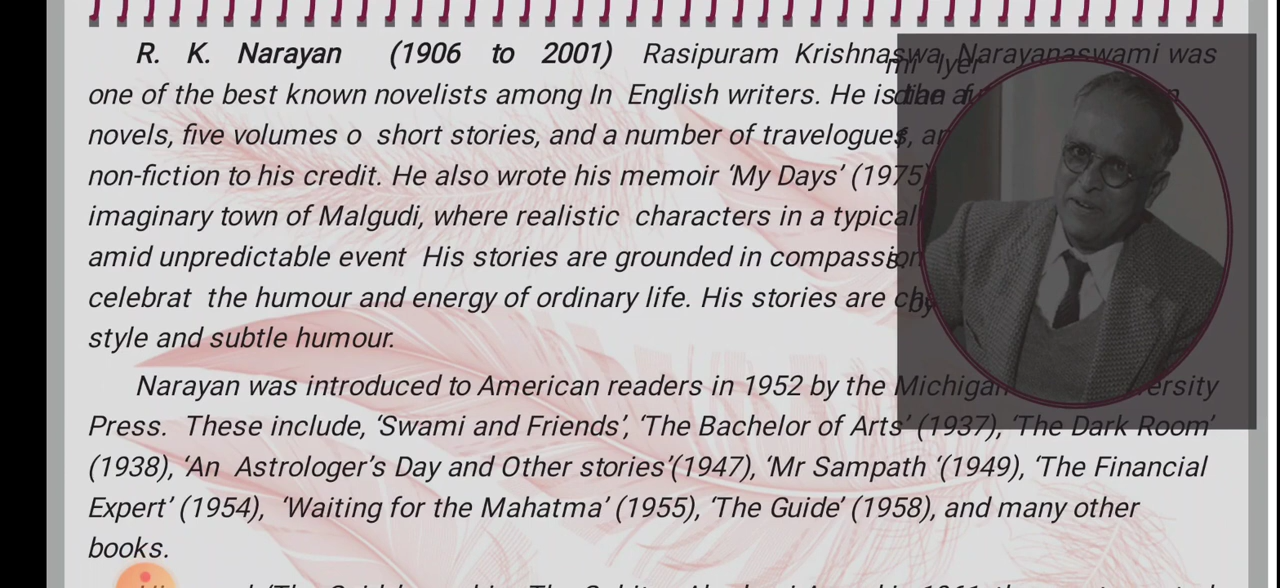 R. K. Narayan (1906 to 2001) Rasipuram Krishnaswa Narayanaswami was
mi Iyer
one of the best known novelists among In English writers. He is the
novels, five volumes o short stories, and a number of travelogues,
non-fiction to his credit. He also wrote his memoir ‘My Days’ (1975)
imaginary town of Malgudi, where realistic characters in a typical
amid unpredictable event His stories are grounded in
celebrat the humour and energy of ordinary life. His stories are
by
style and subtle humour.
Narayan was introduced to American readers in 1952 by the Michigan
Press. These include, ‘Swami and Friends’, ‘The Bachelor of Arts’ (1937), ‘The Dark Room’
(1938), ‘An Astrologer’s Day and Other stories’(1947), ‘Mr Sampath ‘(1949), ‘The Financial
Expert’ (1954), ‘Waiting for the Mahatma’ (1955), ‘The Guide’ (1958), and many other
books.